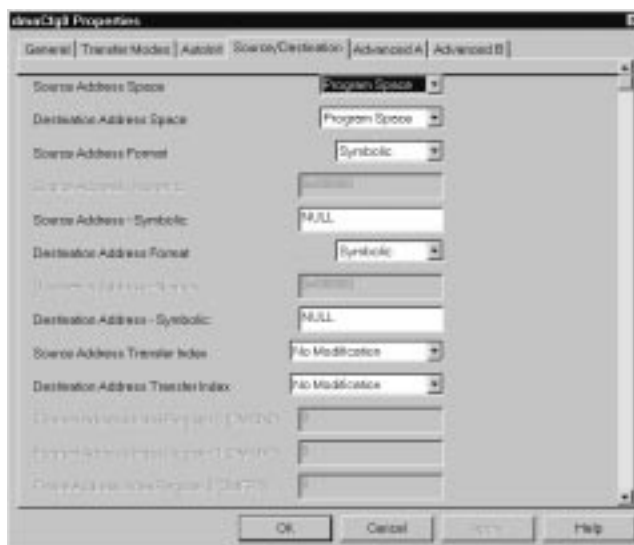 dmaCfg0 Properties
General Transfer Modes Autoinit Source/Destination Advanced A Advanced B
Source Address Space Program Space
Destination Address Space Program Space
Source Address Format Symbolic
Source Address - Symbolic: NULL
Destination Address Format Symbolic
Destination Address - Symbolic: NULL
Source Address Transfer Index No Modification
Destination Address Transfer Index No Modification
OK Cancel Apply Help